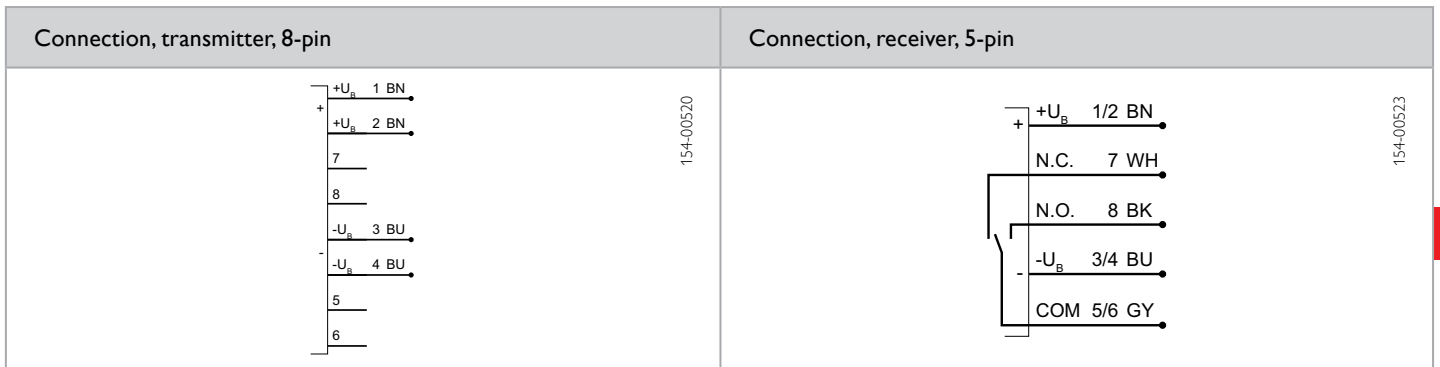 Connection, transmitter, 8-pin
+U_B 1 BN
+
+U_B 2 BN
7
8
-U_B 3 BU
-
-U_B 4 BU
5
6
154-00520
Connection, receiver, 5-pin
+U_B 1/2 BN
+
N.C. 7 WH
N.O. 8 BK
-U_B 3/4 BU
-
COM 5/6 GY
154-00523